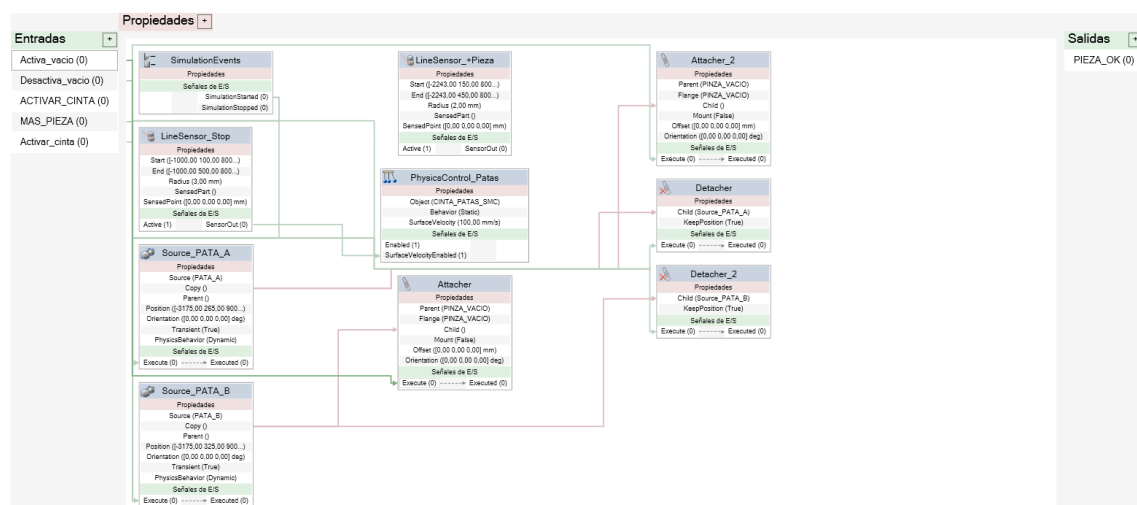 Propiedades +
Entradas +
Activa_vacio (0)
Desactiva_vacio (0)
ACTIVAR_CINTA (0)
MAS_PIEZA (0)
Activar_cinta (0)
SimulationEvents
Propiedades
Señales de E/S
SimulationStarted (0)
SimulationStopped (0)
LineSensor_Stop
Propiedades
Start ([-1000,00 100,00 800...)
End ([-1000,00 500,00 800...)
Radius (3,00 mm)
SensedPart ()
SensedPoint ([0,00 0,00 0,00] mm)
Señales de E/S
Active (1) SensorOut (0)
Source_PATA_A
Propiedades
Source (PATA_A)
Copy ()
Parent ()
Position ([-3175,00 265,00 900...)
Orientation ([0,00 0,00 0,00] deg)
Transient (True)
PhysicsBehavior (Dynamic)
Señales de E/S
Execute (0) Executed (0)
Source_PATA_B
Propiedades
Source (PATA_B)
Copy ()
Parent ()
Position ([-3175,00 325,00 900...)
Orientation ([0,00 0,00 0,00] deg)
Transient (True)
PhysicsBehavior (Dynamic)
Señales de E/S
Execute (0) Executed (0)
LineSensor_+Pieza
Propiedades
Start ([-2243,00 150,00 800...)
End ([-2243,00 450,00 800...)
Radius (2,00 mm)
SensedPart ()
SensedPoint ([0,00 0,00 0,00] mm)
Señales de E/S
Active (1) SensorOut (0)
PhysicsControl_Patas
Propiedades
Object (CINTA_PATAS_SMC)
Behavior (Static)
SurfaceVelocity (100,00 mm/s)
Señales de E/S
Enabled (1)
SurfaceVelocityEnabled (1)
Attacher
Propiedades
Parent (PINZA_VACIO)
Flange (PINZA_VACIO)
Child ()
Mount (False)
Offset ([0,00 0,00 0,00] mm)
Orientation ([0,00 0,00 0,00] deg)
Señales de E/S
Execute (0) Executed (0)
Attacher_2
Propiedades
Parent (PINZA_VACIO)
Flange (PINZA_VACIO)
Child ()
Mount (False)
Offset ([0,00 0,00 0,00] mm)
Orientation ([0,00 0,00 0,00] deg)
Señales de E/S
Execute (0) Executed (0)
Detacher
Propiedades
Child (Source_PATA_A)
KeepPosition (True)
Señales de E/S
Execute (0) Executed (0)
Detacher_2
Propiedades
Child (Source_PATA_B)
KeepPosition (True)
Señales de E/S
Execute (0) Executed (0)
Salidas +
PIEZA_OK (0)